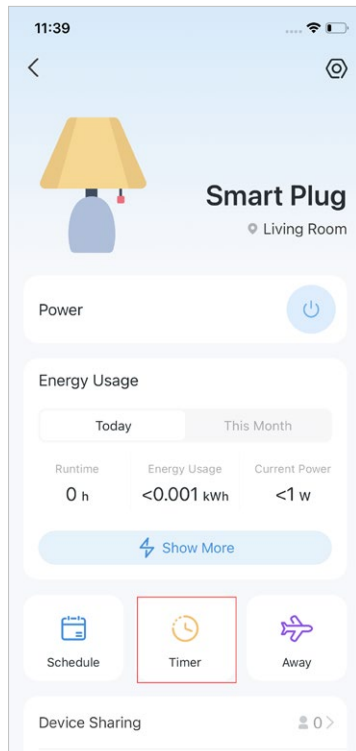 11:39
Smart Plug
Living Room
Power
Energy Usage
Today This Month
Runtime Energy Usage Current Power
0 h <0.001 kWh <1 w
Show More
Schedule Timer Away
Device Sharing 0